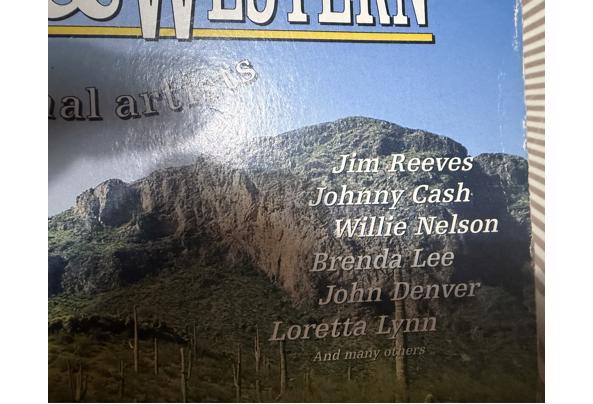 & WESTERN
nal artists
Jim Reeves
Johnny Cash
Willie Nelson
Brenda Lee
John Denver
Loretta Lynn
And many others